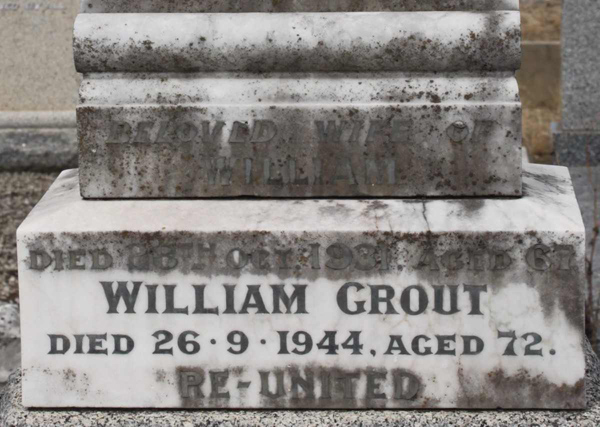 BELOVED WIFE OF
WILLIAM
DIED 28TH OCT. 1931. AGED 67
WILLIAM GROUT
DIED 26·9·1944, AGED 72.
RE-UNITED